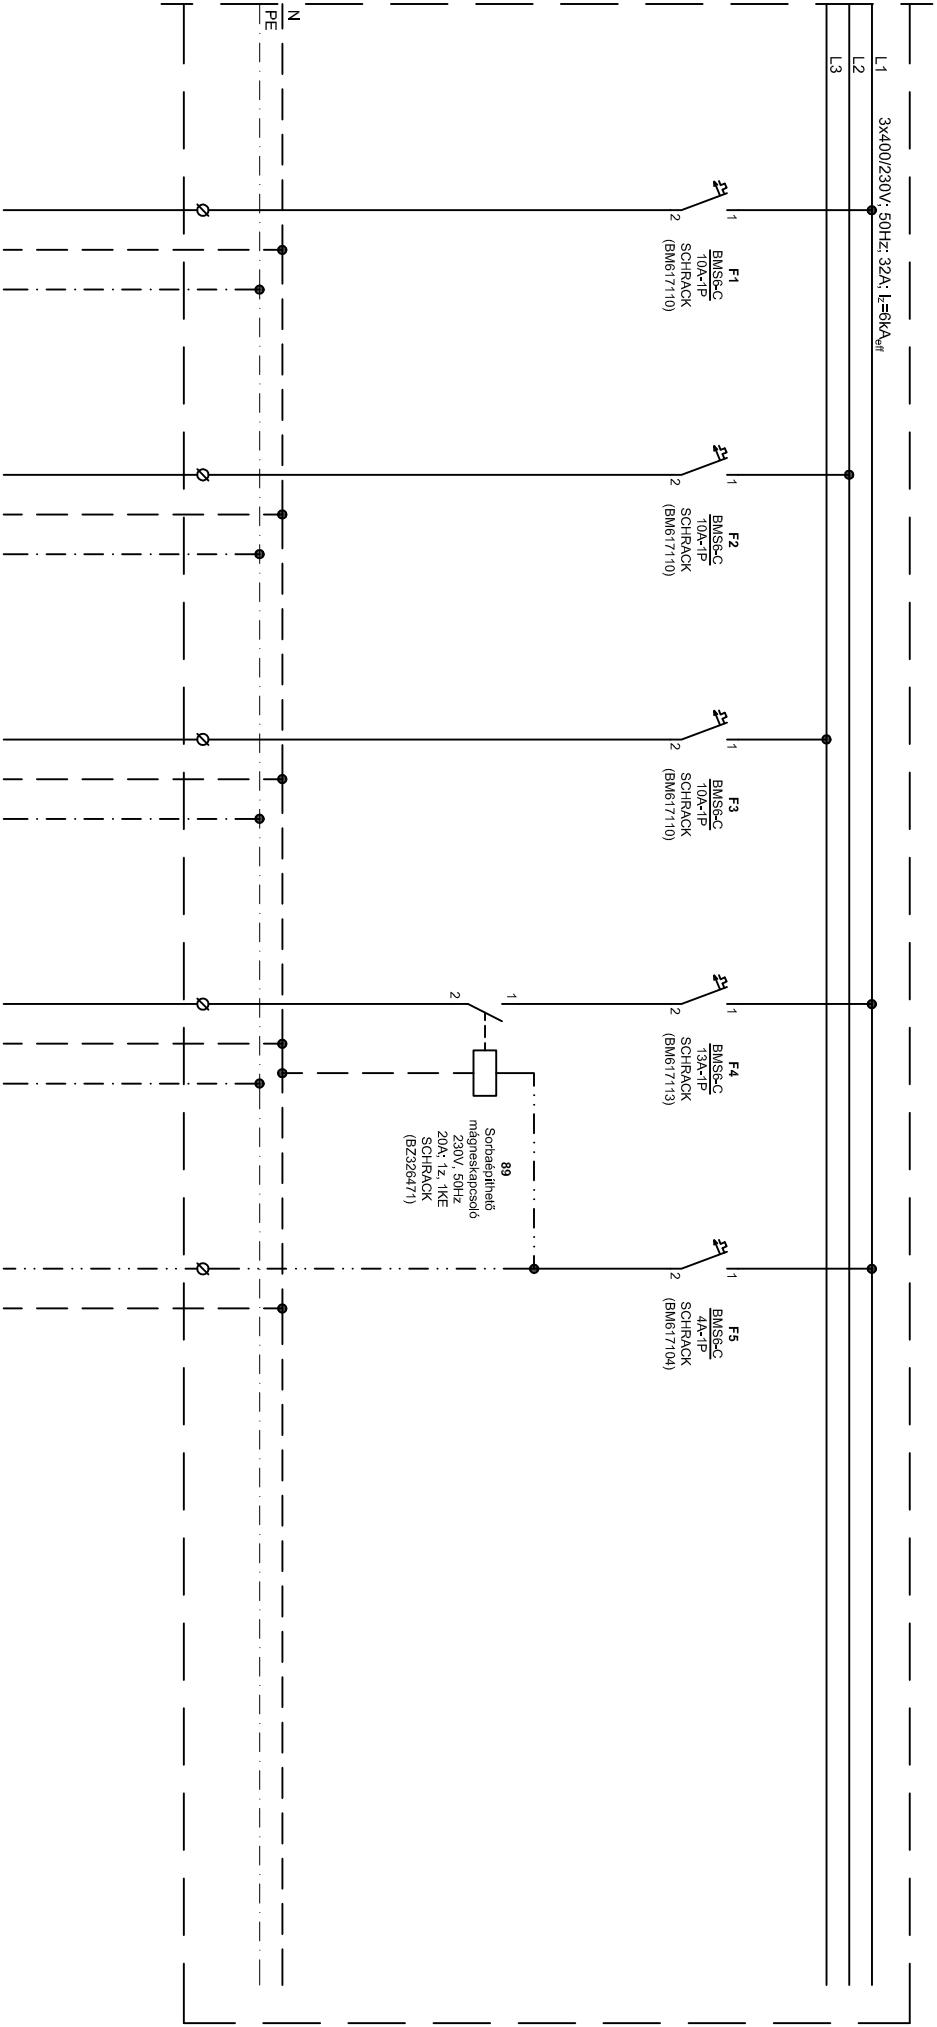 L1
L2
L3
3x400/230V; 50Hz; 32A; Iz=6kAeff
N
PE
1
2
F1
BMS6-C
10A-1P
SCHRACK
(BM617110)
1
2
F2
BMS6-C
10A-1P
SCHRACK
(BM617110)
1
2
F3
BMS6-C
10A-1P
SCHRACK
(BM617110)
1
2
F4
BMS6-C
13A-1P
SCHRACK
(BM617113)
1
2
89
Sorbaépíthető
mágneskapcsoló
230V, 50Hz
20A; 1z, 1KE
SCHRACK
(BZ326471)
1
2
F5
BMS6-C
4A-1P
SCHRACK
(BM617104)